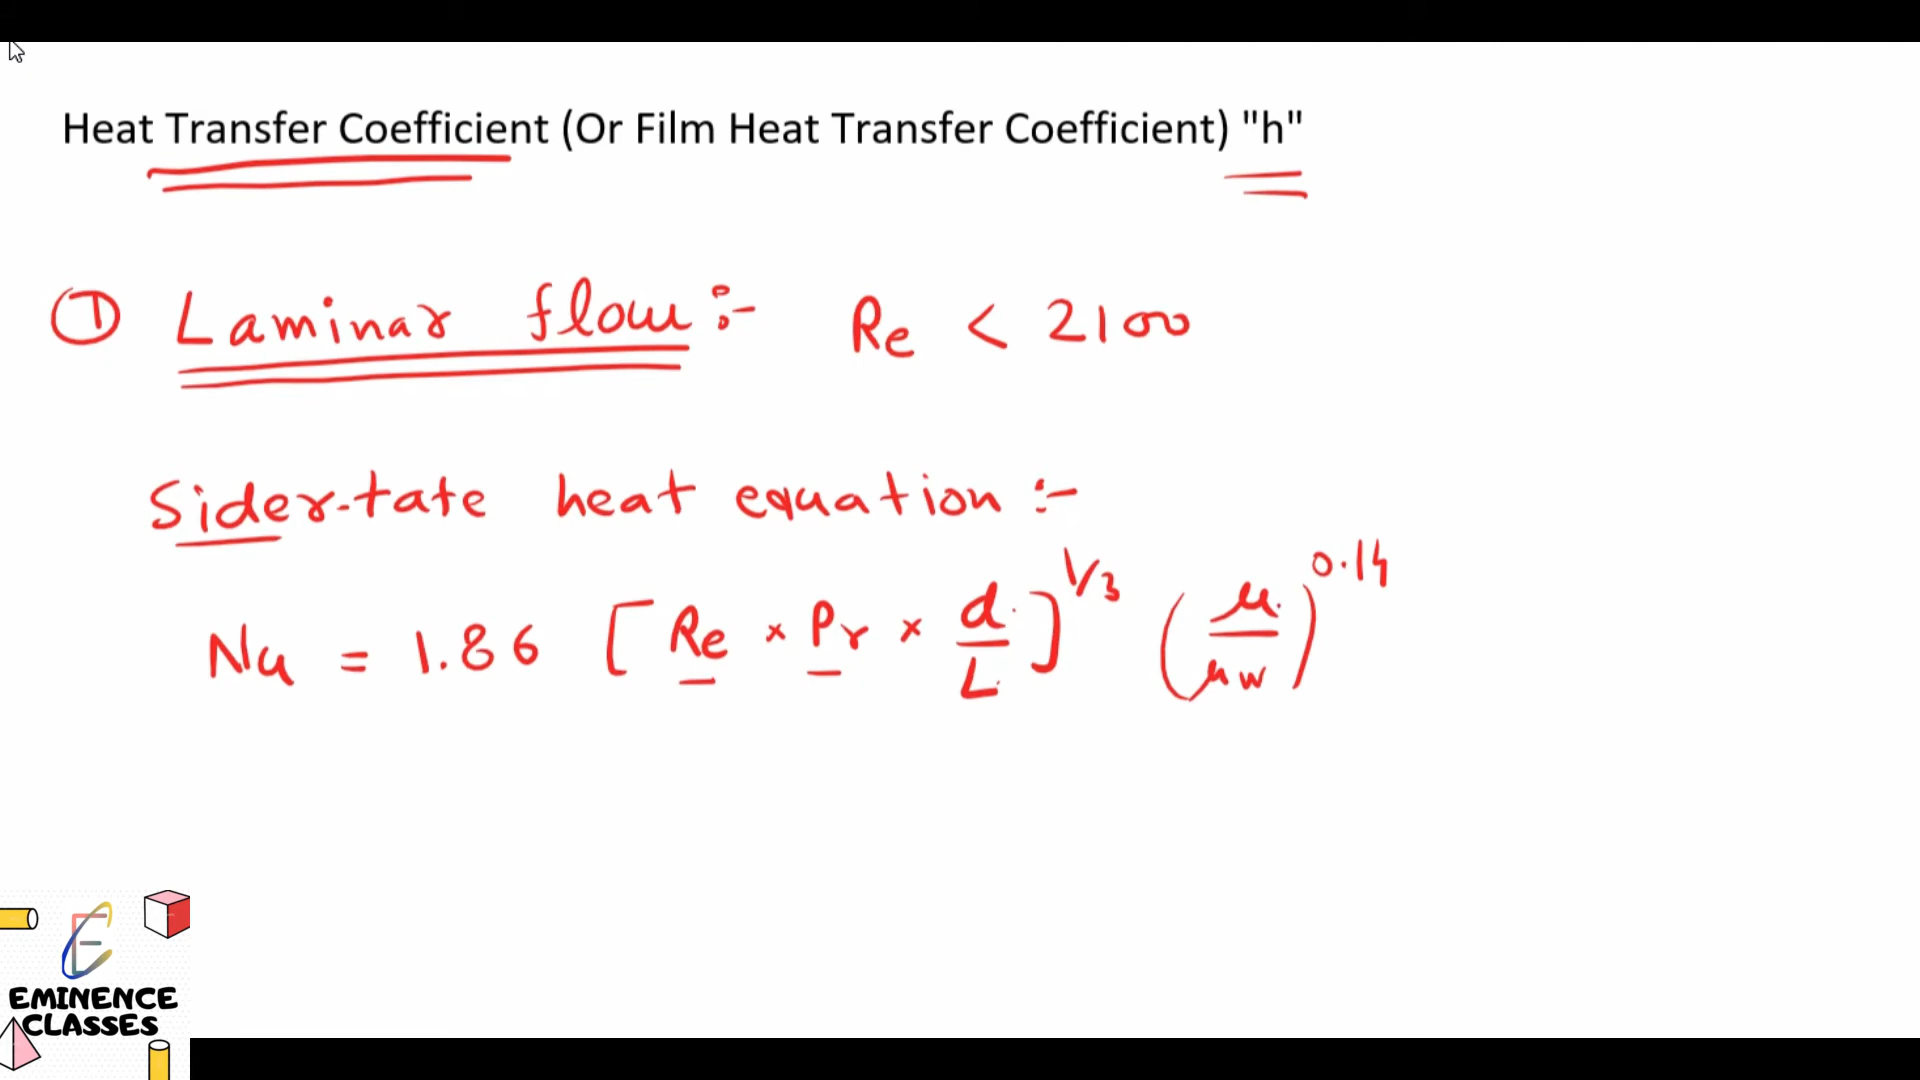 Heat Transfer Coefficient (Or Film Heat Transfer Coefficient) "h"
① Laminar flow :- Re < 2100
Sider-tate heat equation :-
Nu = 1.86 [Re × Pr × d/L]^1/3 (μ/μw)^0.14
E
EMINENCE
CLASSES